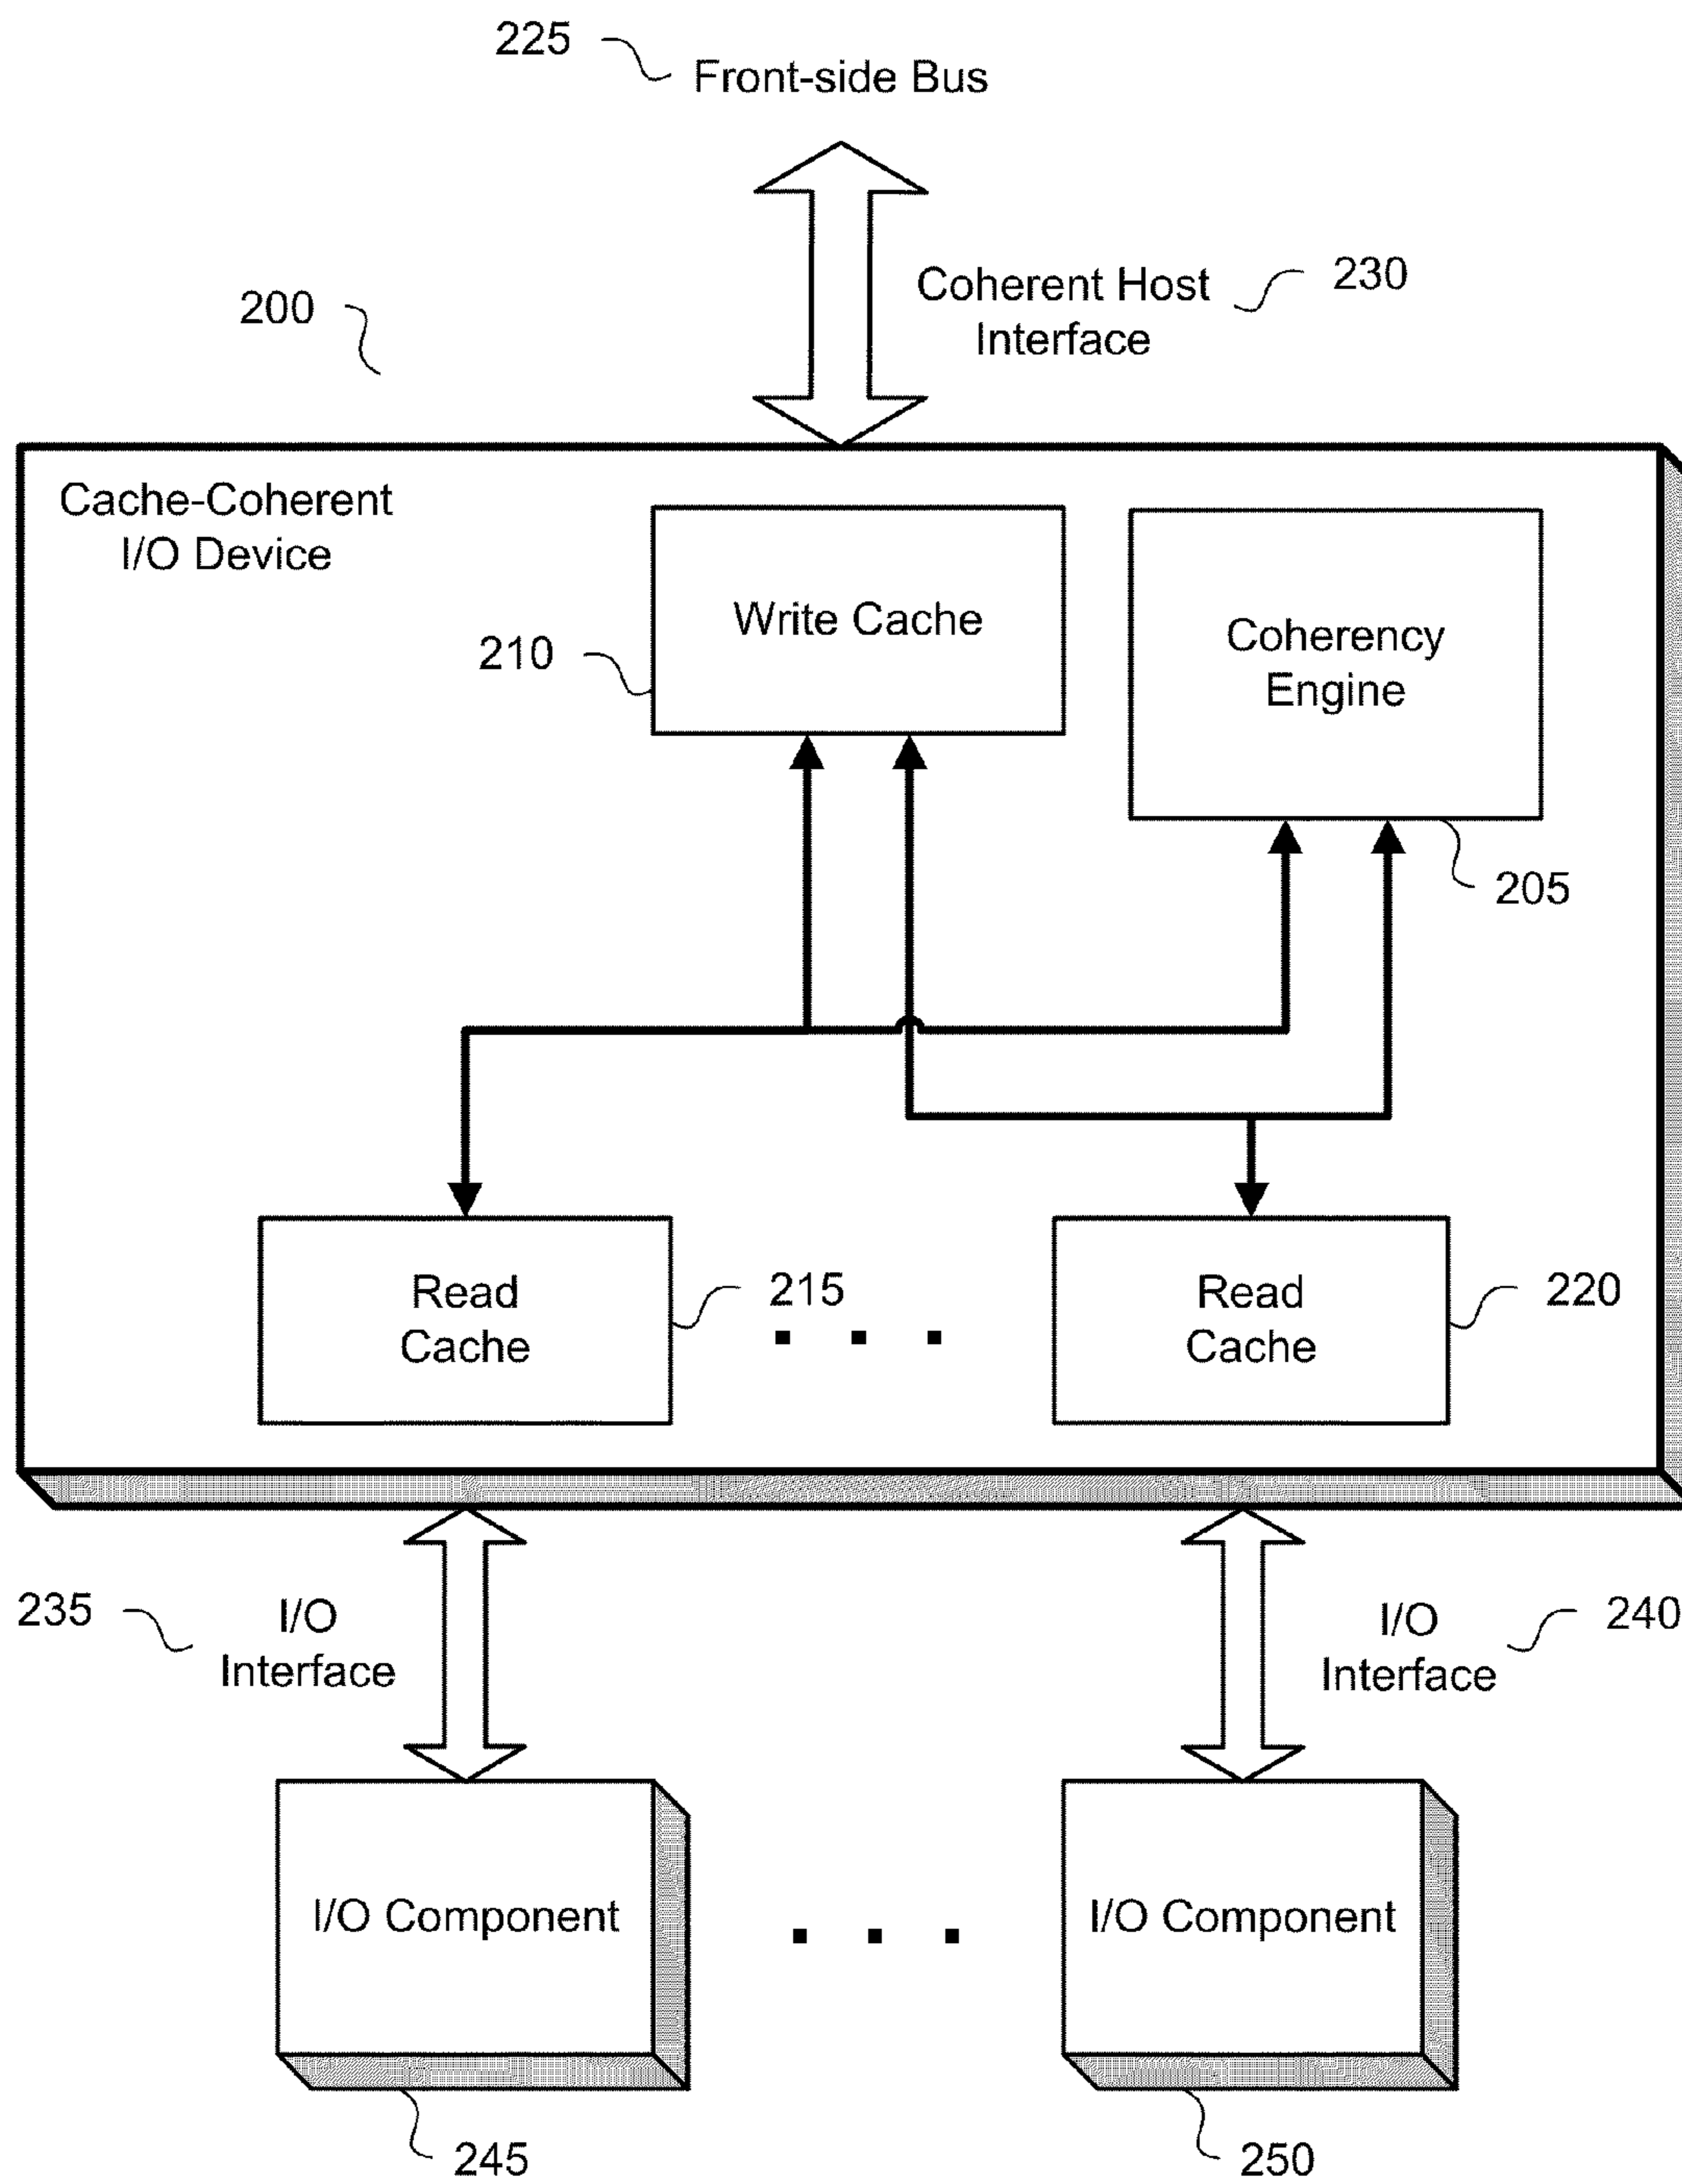 225
Front-side Bus
Coherent Host
Interface
230
200
Cache-Coherent
I/O Device
Write Cache
210
Coherency
Engine
205
Read
Cache
215
. . .
Read
Cache
220
235
I/O
Interface
I/O
Interface
240
I/O Component
. . .
I/O Component
245
250